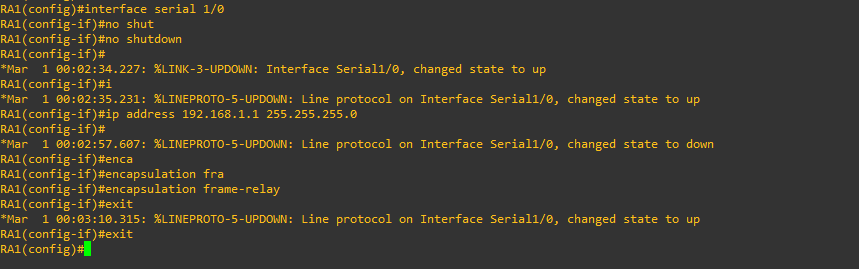 RA1(config)#interface serial 1/0
RA1(config-if)#no shut
RA1(config-if)#no shutdown
RA1(config-if)#
*Mar  1 00:02:34.227: %LINK-3-UPDOWN: Interface Serial1/0, changed state to up
RA1(config-if)#i
*Mar  1 00:02:35.231: %LINEPROTO-5-UPDOWN: Line protocol on Interface Serial1/0, changed state to up
RA1(config-if)#ip address 192.168.1.1 255.255.255.0
RA1(config-if)#
*Mar  1 00:02:57.607: %LINEPROTO-5-UPDOWN: Line protocol on Interface Serial1/0, changed state to down
RA1(config-if)#enca
RA1(config-if)#encapsulation fra
RA1(config-if)#encapsulation frame-relay
RA1(config-if)#exit
*Mar  1 00:03:10.315: %LINEPROTO-5-UPDOWN: Line protocol on Interface Serial1/0, changed state to up
RA1(config-if)#exit
RA1(config)#